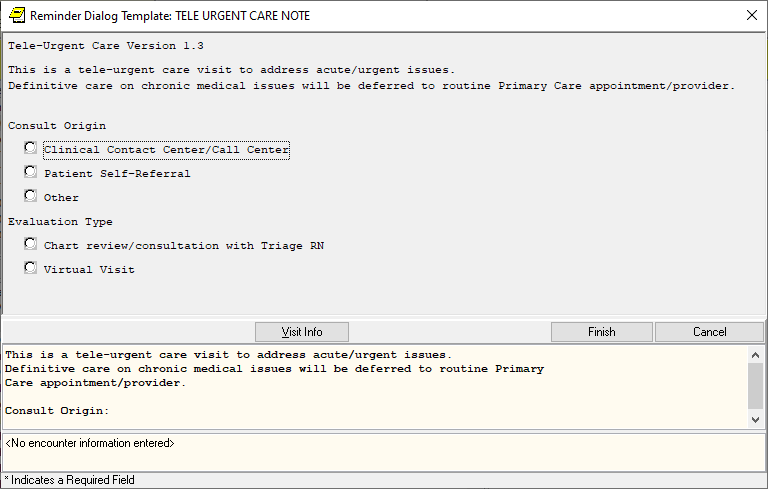 Reminder Dialog Template: TELE URGENT CARE NOTE
Tele-Urgent Care Version 1.3
This is a tele-urgent care visit to address acute/urgent issues.
Definitive care on chronic medical issues will be deferred to routine Primary Care appointment/provider.
Consult Origin
Clinical Contact Center/Call Center
Patient Self-Referral
Other
Evaluation Type
Chart review/consultation with Triage RN
Virtual Visit
Visit Info
Finish
Cancel
This is a tele-urgent care visit to address acute/urgent issues.
Definitive care on chronic medical issues will be deferred to routine Primary
Care appointment/provider.
Consult Origin:
<No encounter information entered>
* Indicates a Required Field